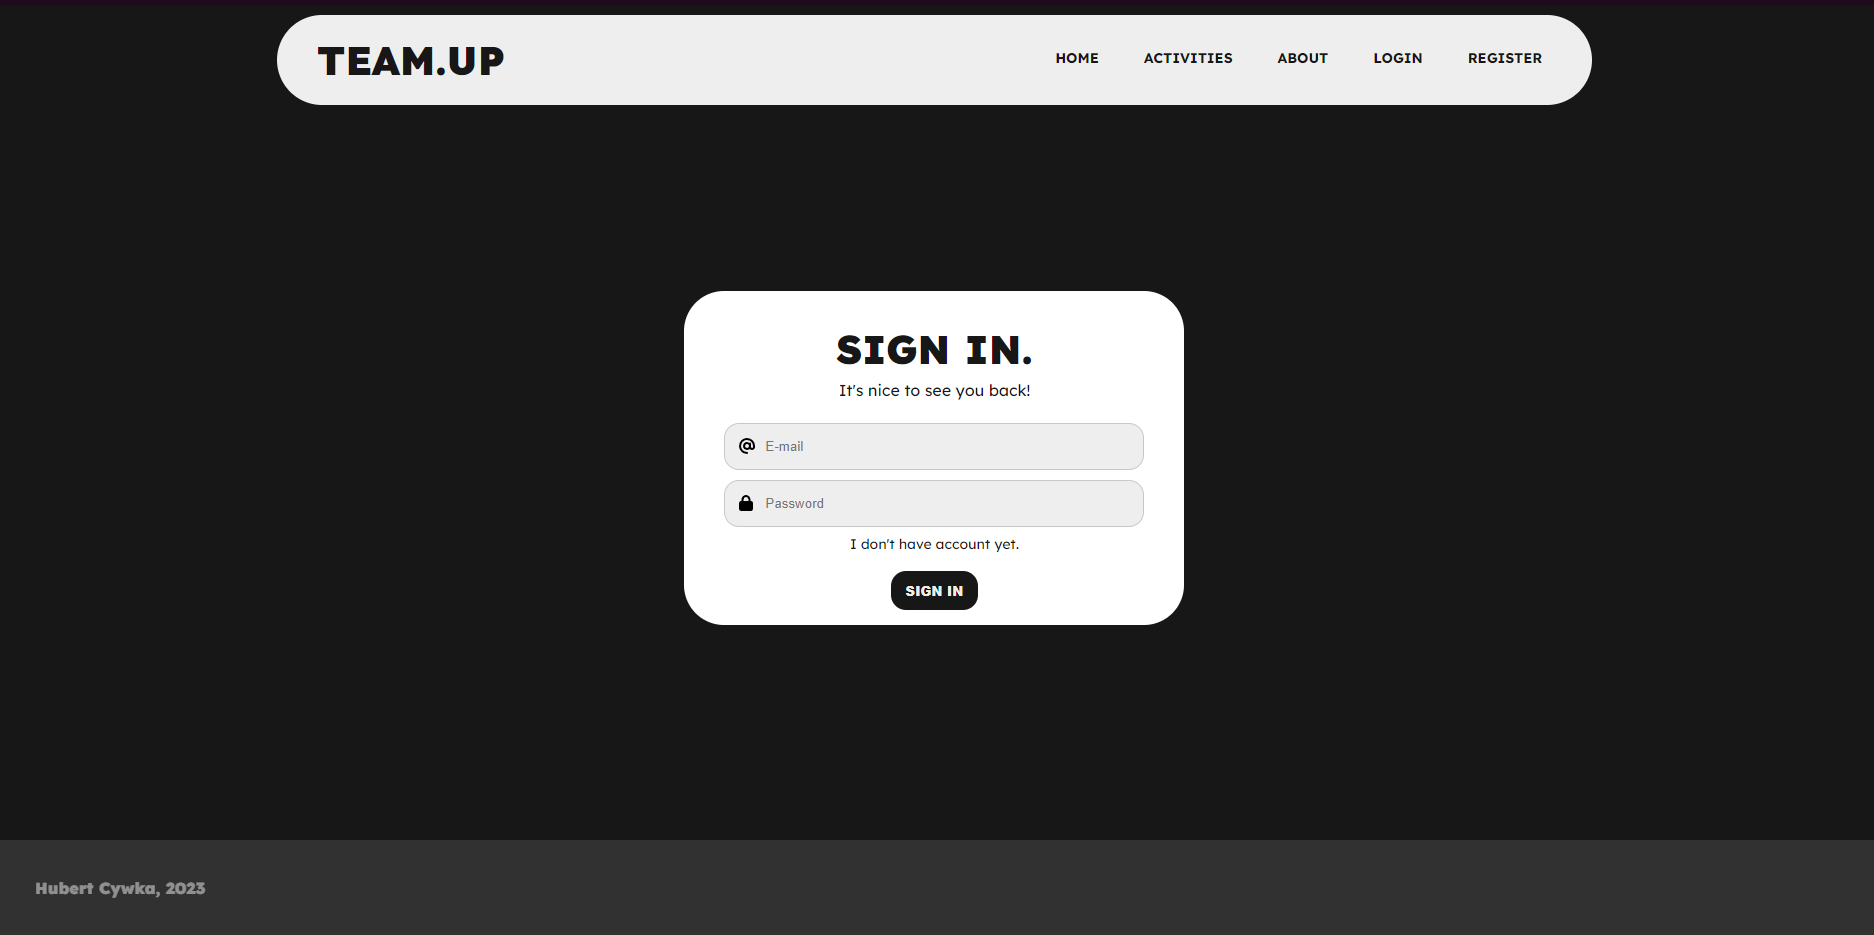 TEAM.UP
HOME ACTIVITIES ABOUT LOGIN REGISTER
SIGN IN.
It's nice to see you back!
E-mail
Password
I don't have account yet.
SIGN IN
Hubert Cywka, 2023